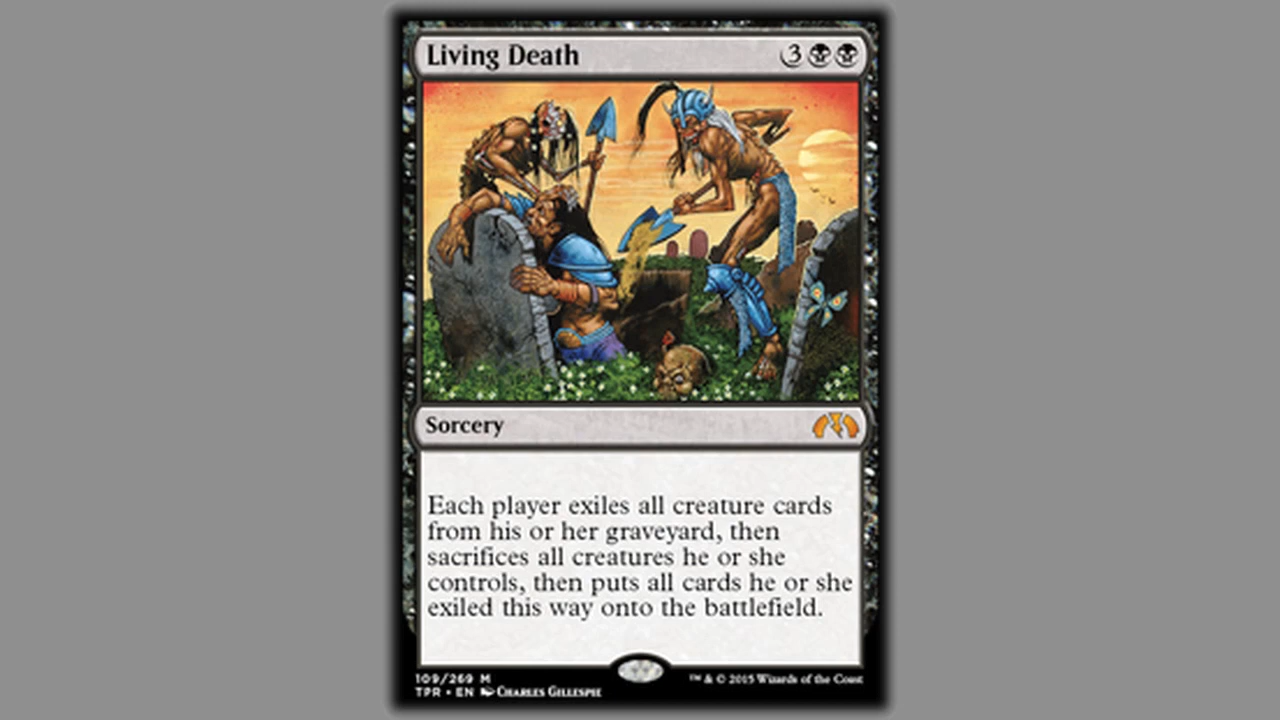 Living Death 3
Sorcery
Each player exiles all creature cards
from his or her graveyard, then
sacrifices all creatures he or she
controls, then puts all cards he or she
exiled this way onto the battlefield.
109/269 M
TPR • EN Charles Gillespie
™ & © 2015 Wizards of the Coast